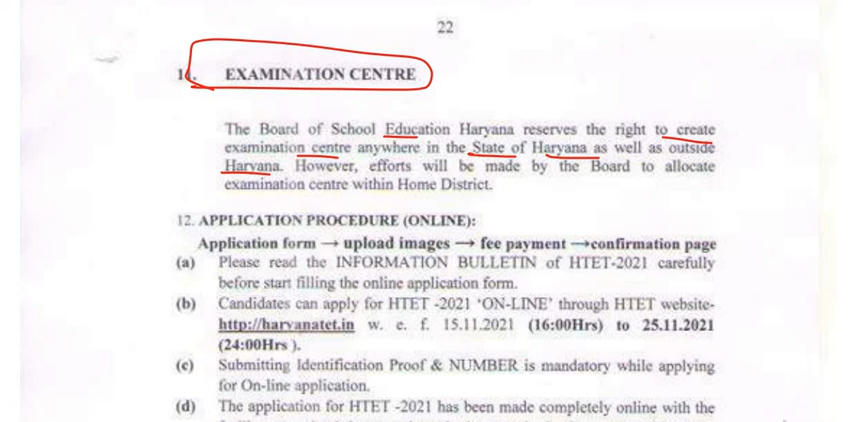 22
11. EXAMINATION CENTRE
The Board of School Education Haryana reserves the right to create
examination centre anywhere in the State of Haryana as well as outside
Haryana. However, efforts will be made by the Board to allocate
examination centre within Home District.
12. APPLICATION PROCEDURE (ONLINE):
Application form → upload images → fee payment →confirmation page
(a) Please read the INFORMATION BULLETIN of HTET-2021 carefully
before start filling the online application form.
(b) Candidates can apply for HTET -2021 ‘ON-LINE’ through HTET website-
http://haryanatet.in w. e. f. 15.11.2021 (16:00Hrs) to 25.11.2021
(24:00Hrs ).
(c) Submitting Identification Proof & NUMBER is mandatory while applying
for On-line application.
(d) The application for HTET -2021 has been made completely online with the